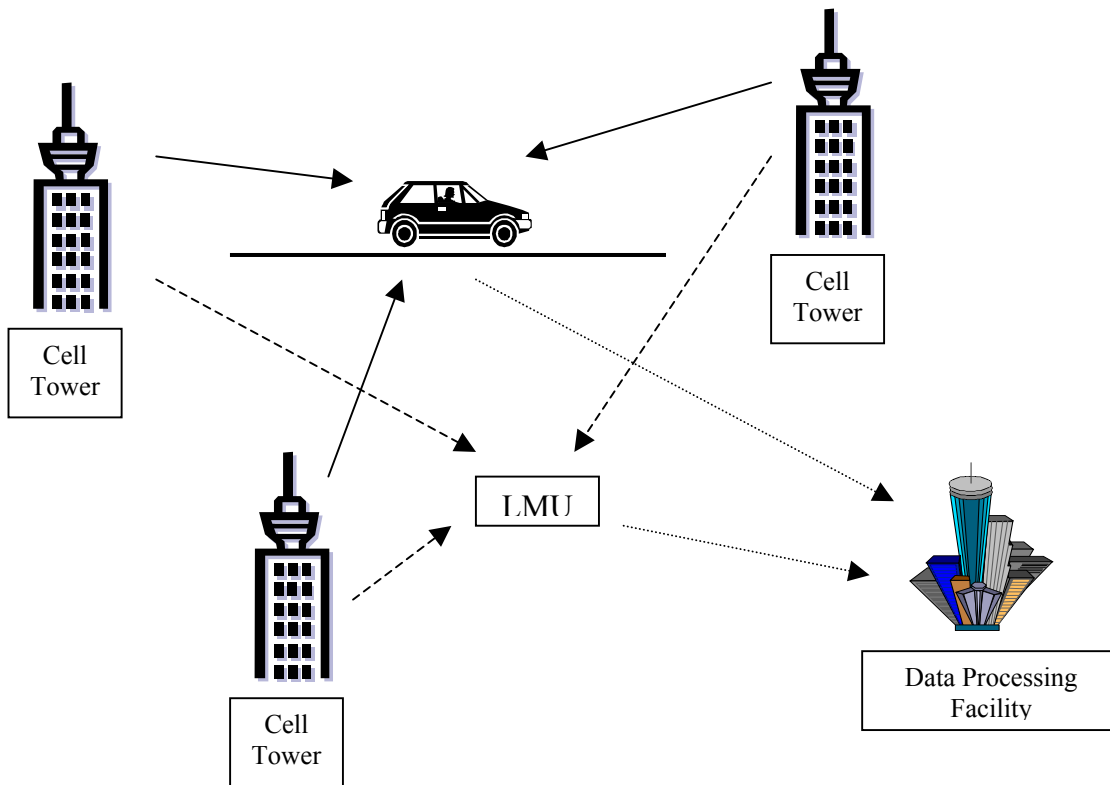 Cell
Tower
Cell
Tower
LMU
Cell
Tower
Data Processing
Facility